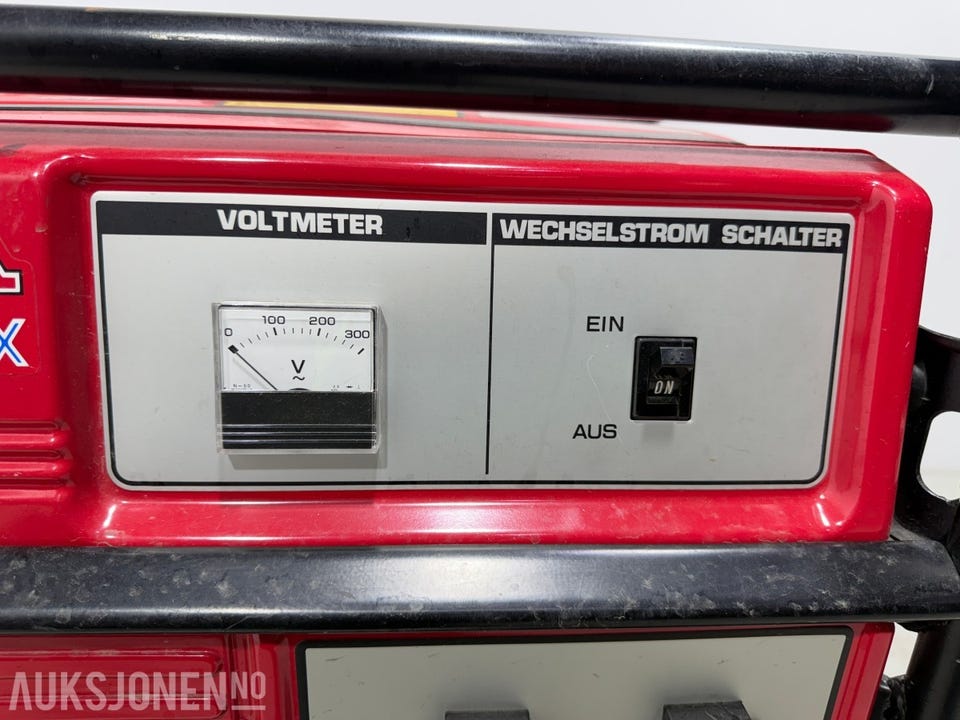 VOLTMETER
WECHSELSTROM SCHALTER
0 100 200 300
V
~
EIN
ON
AUS
X
AUKSJONEN.NO